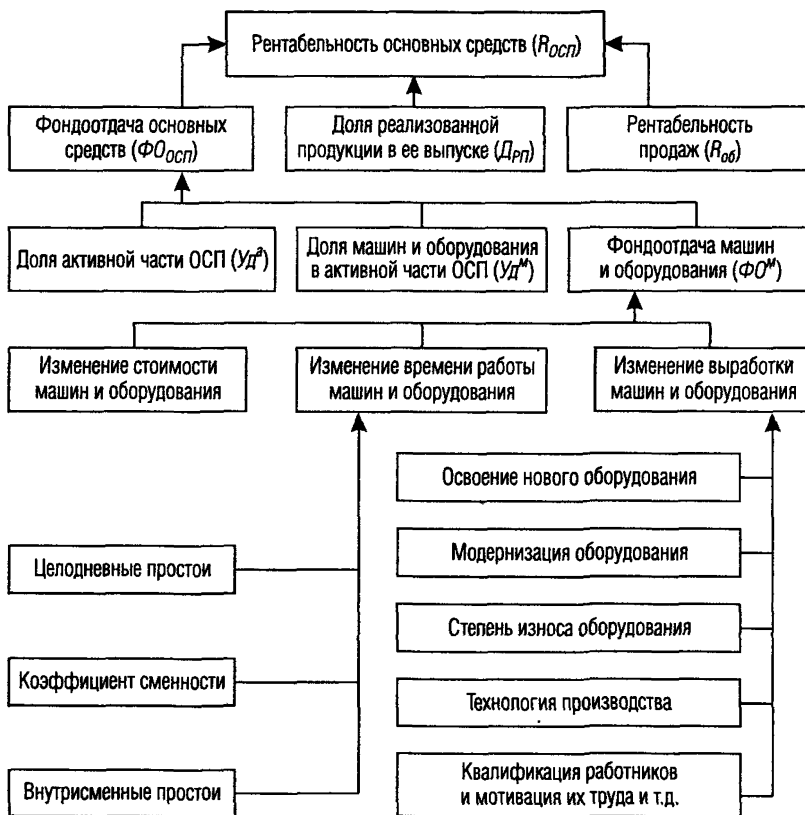 Рентабельность основных средств (R_ОСП)
Фондоотдача основных
средств (ФО_ОСП)
Доля реализованной
продукции в ее выпуске (Д_РП)
Рентабельность
продаж (R_об)
Доля активной части ОСП (Уд^а)
Доля машин и оборудования
в активной части ОСП (Уд^м)
Фондоотдача машин
и оборудования (ФО^м)
Изменение стоимости
машин и оборудования
Изменение времени работы
машин и оборудования
Изменение выработки
машин и оборудования
Целодневные простои
Коэффициент сменности
Внутрисменные простои
Освоение нового оборудования
Модернизация оборудования
Степень износа оборудования
Технология производства
Квалификация работников
и мотивация их труда и т.д.